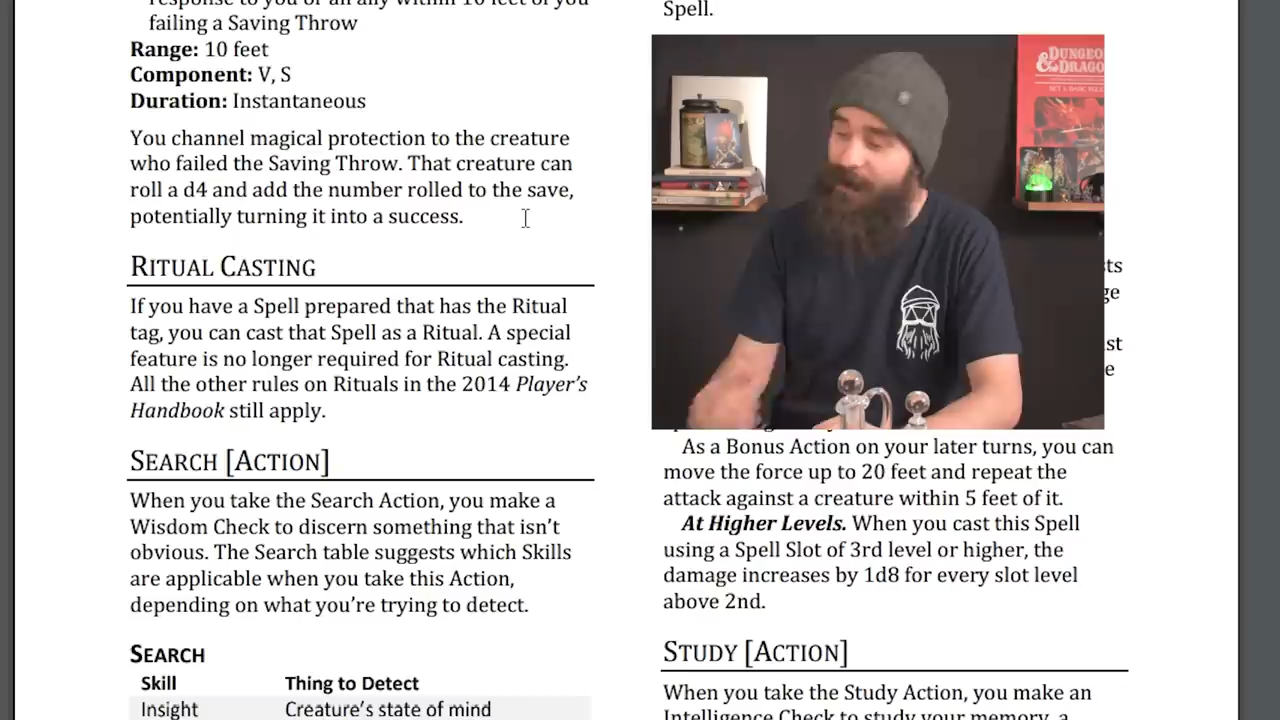 failing a Saving Throw
Range: 10 feet
Component: V, S
Duration: Instantaneous
You channel magical protection to the creature
who failed the Saving Throw. That creature can
roll a d4 and add the number rolled to the save,
potentially turning it into a success.
RITUAL CASTING
If you have a Spell prepared that has the Ritual
tag, you can cast that Spell as a Ritual. A special
feature is no longer required for Ritual casting.
All the other rules on Rituals in the 2014 Player's
Handbook still apply.
SEARCH [ACTION]
When you take the Search Action, you make a
Wisdom Check to discern something that isn't
obvious. The Search table suggests which Skills
are applicable when you take this Action,
depending on what you're trying to detect.
SEARCH
Skill Thing to Detect
Insight Creature's state of mind
Spell.
DUNGEO
& DRAGO
As a Bonus Action on your later turns, you can
move the force up to 20 feet and repeat the
attack against a creature within 5 feet of it.
At Higher Levels. When you cast this Spell
using a Spell Slot of 3rd level or higher, the
damage increases by 1d8 for every slot level
above 2nd.
STUDY [ACTION]
When you take the Study Action, you make an
Intelligence Check to study your memory, a